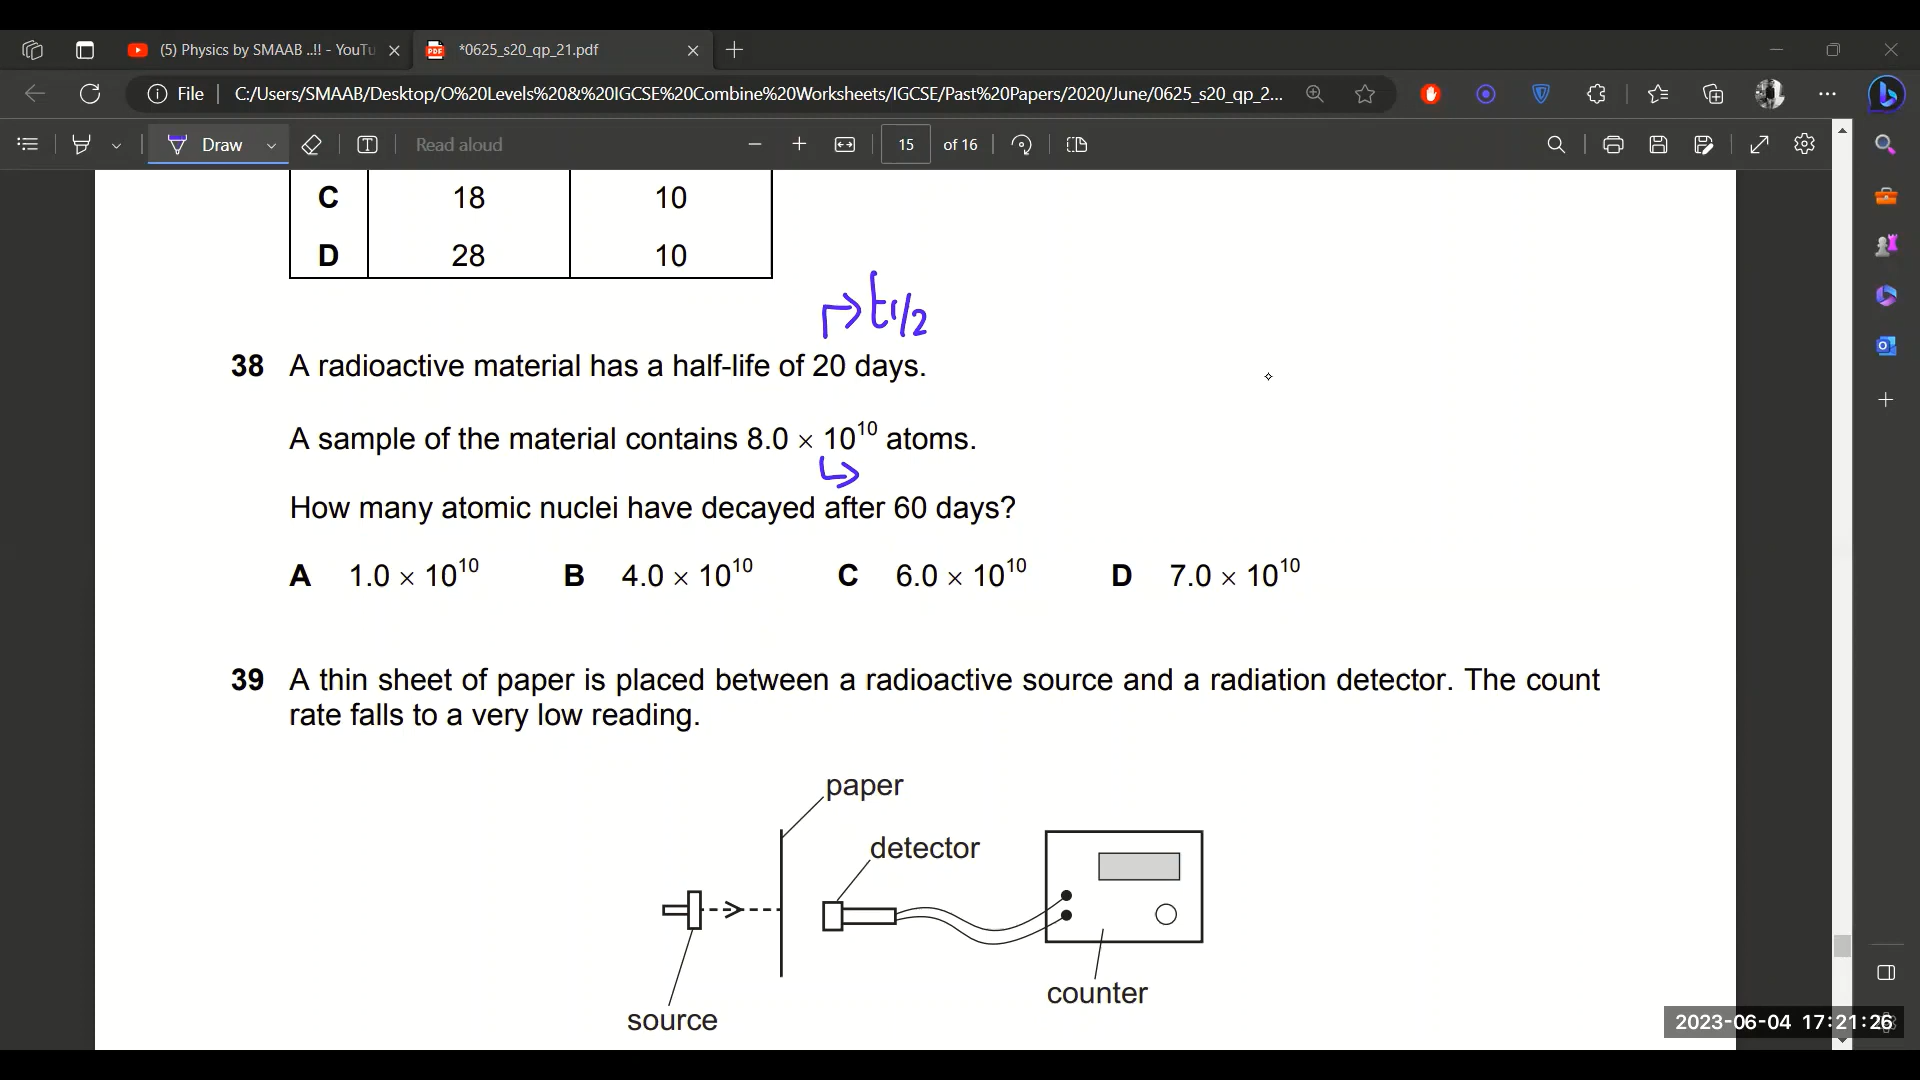 (5) Physics by SMAAB ..!! - YouTu
*0625_s20_qp_21.pdf
File
C:/Users/SMAAB/Desktop/O%20Levels%20&%20IGCSE%20Combine%20Worksheets/IGCSE/Past%20Papers/2020/June/0625_s20_qp_2...
Draw
Read aloud
15 of 16
C 18 10
D 28 10
t1/2
38 A radioactive material has a half-life of 20 days.
A sample of the material contains 8.0 × 10¹⁰ atoms.
How many atomic nuclei have decayed after 60 days?
A 1.0 × 10¹⁰ B 4.0 × 10¹⁰ C 6.0 × 10¹⁰ D 7.0 × 10¹⁰
39 A thin sheet of paper is placed between a radioactive source and a radiation detector. The count
rate falls to a very low reading.
paper
detector
counter
source
2023-06-04 17:21:26